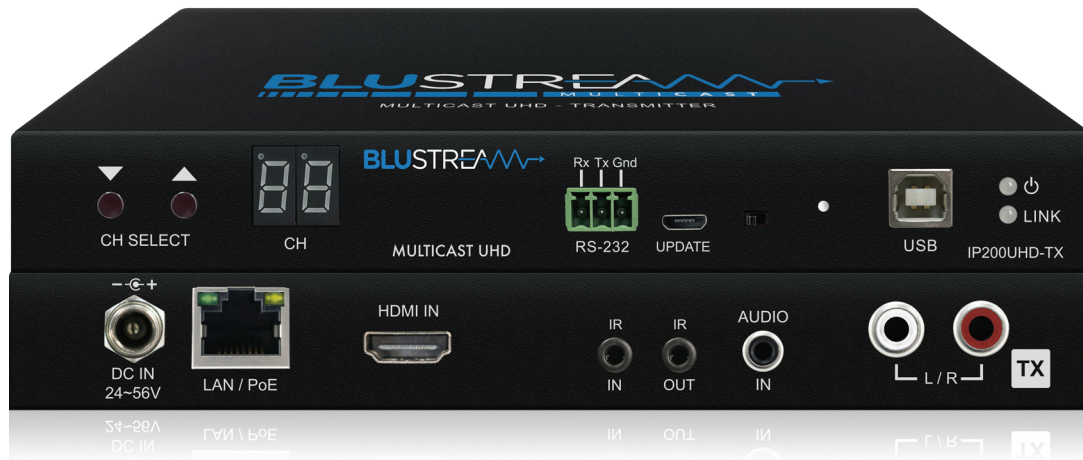 BLUSTREAM
MULTICAST
MULTICAST UHD - TRANSMITTER
BLUSTREAM
Rx Tx Gnd
CH SELECT
CH
MULTICAST UHD
RS-232
UPDATE
USB
LINK
IP200UHD-TX
- +
DC IN
24~56V
LAN / PoE
HDMI IN
IR
IN
IR
OUT
AUDIO
IN
L / R
TX